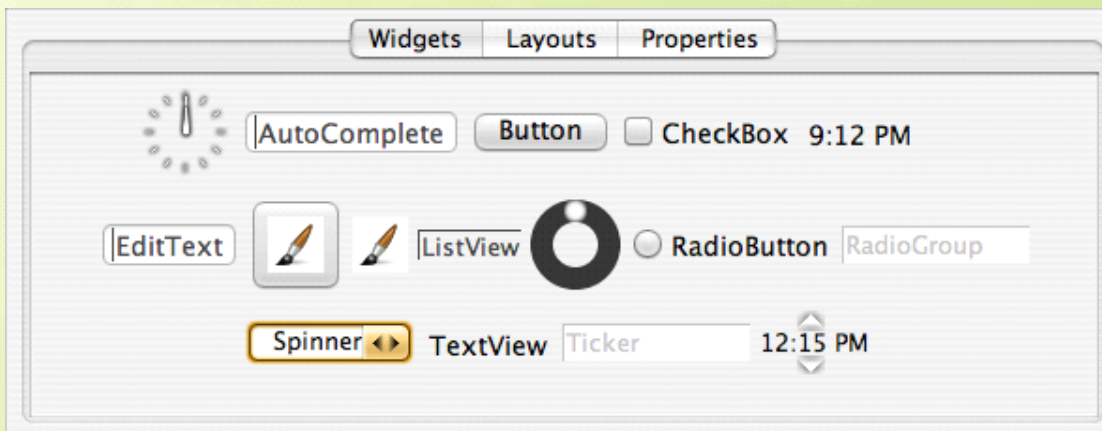 Widgets Layouts Properties
AutoComplete Button CheckBox 9:12 PM
EditText ListView RadioButton RadioGroup
Spinner TextView Ticker 12:15 PM